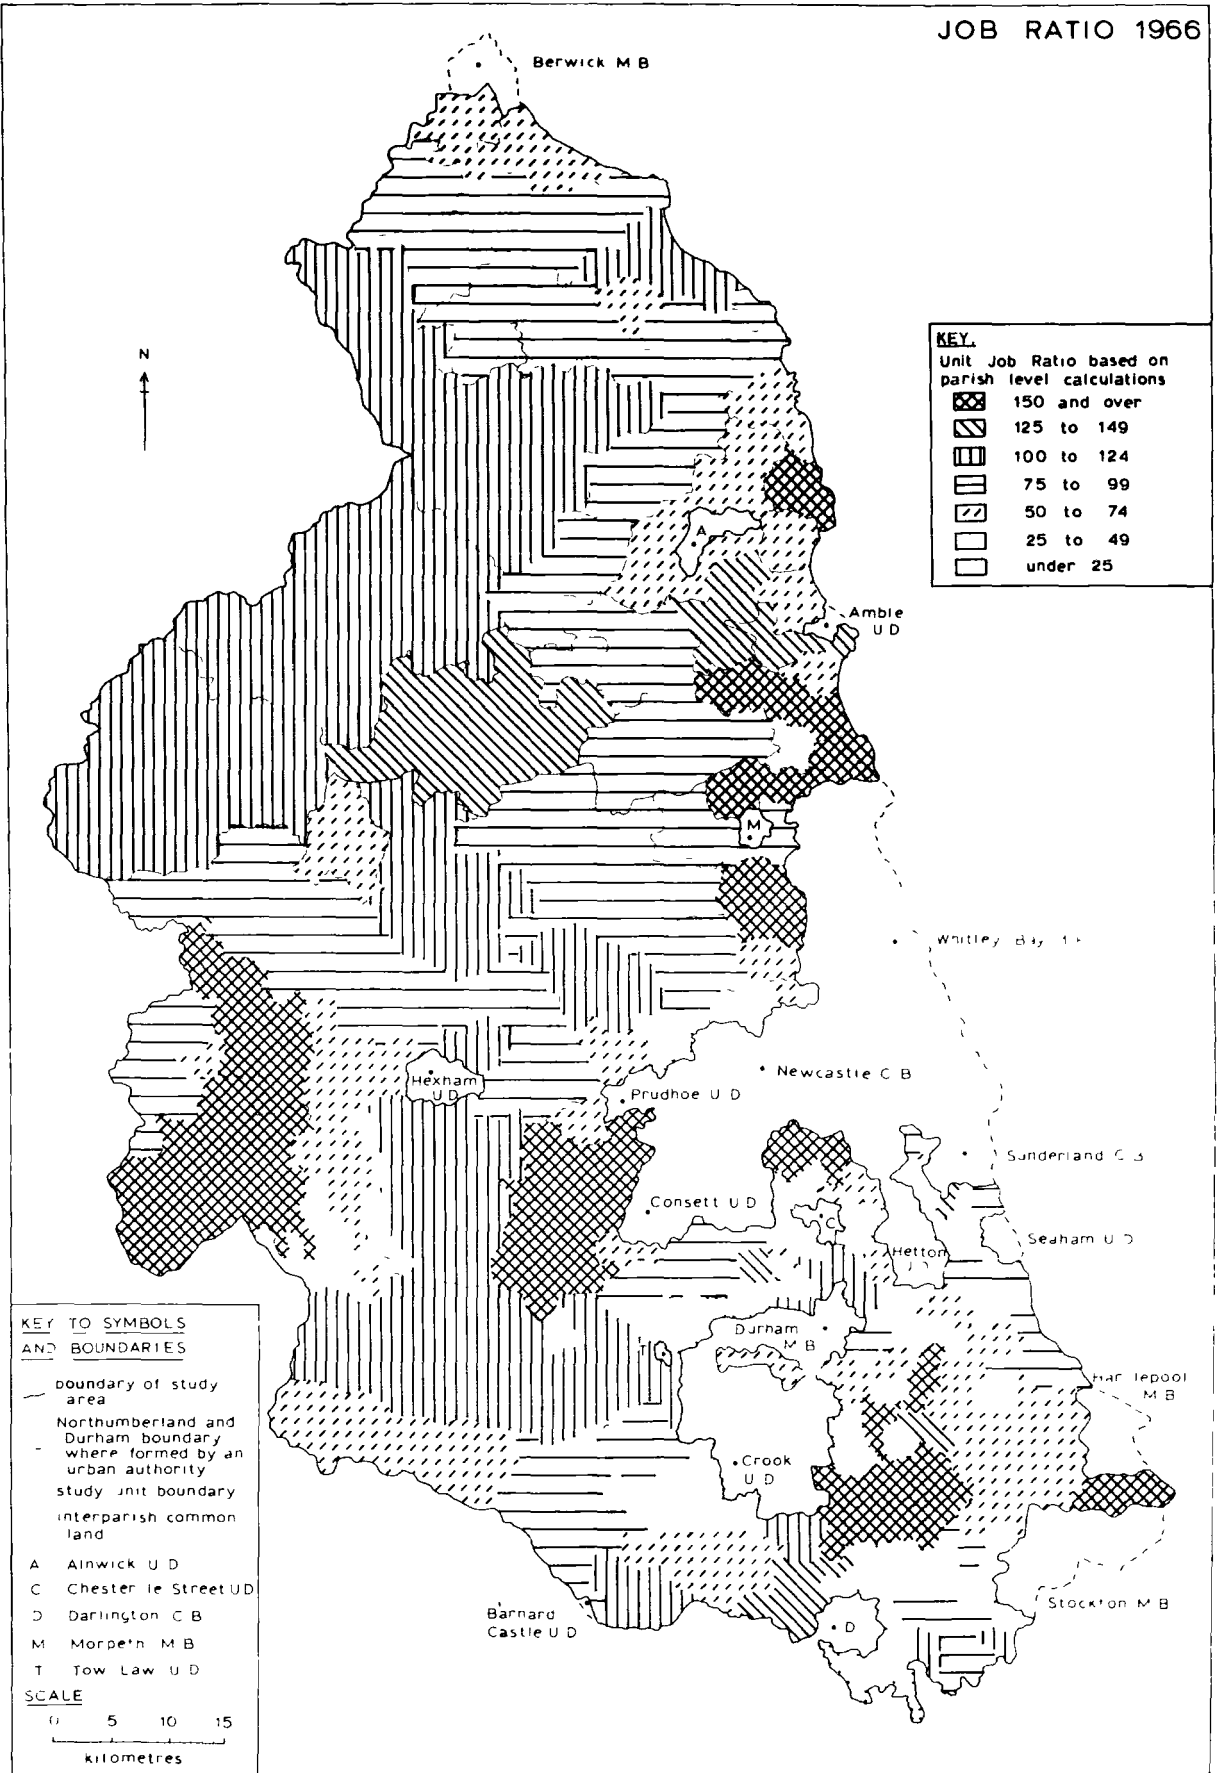 JOB RATIO 1966
Berwick M B
N
KEY.
Unit Job Ratio based on
parish level calculations
150 and over
125 to 149
100 to 124
75 to 99
50 to 74
25 to 49
under 25
A
Amble
U D
M
Whitley Bay
Hexham
U D
Newcastle C B
Prudhoe U D
Sunderland C B
Consett U D
C
Seaham U D
Hetton
Durham
M B
T
Hartlepool
M B
Crook
U D
Stockton M B
Barnard
Castle U D
D
KEY TO SYMBOLS
AND BOUNDARIES
boundary of study
area
Northumberland and
Durham boundary
where formed by an
urban authority
study unit boundary
interparish common
land
A Alnwick U D
C Chester le Street U D
D Darlington C B
M Morpeth M B
T Tow Law U D
SCALE
0 5 10 15
kilometres